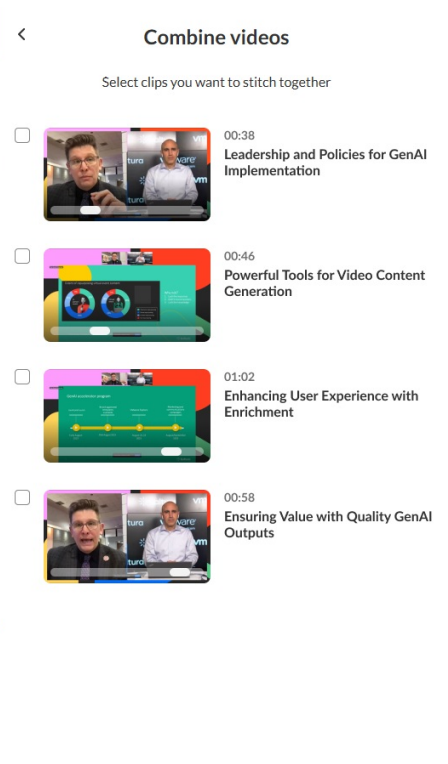 Combine videos
Select clips you want to stitch together
00:38
Leadership and Policies for GenAI
Implementation
00:46
Powerful Tools for Video Content
Generation
01:02
Enhancing User Experience with
Enrichment
00:58
Ensuring Value with Quality GenAI
Outputs